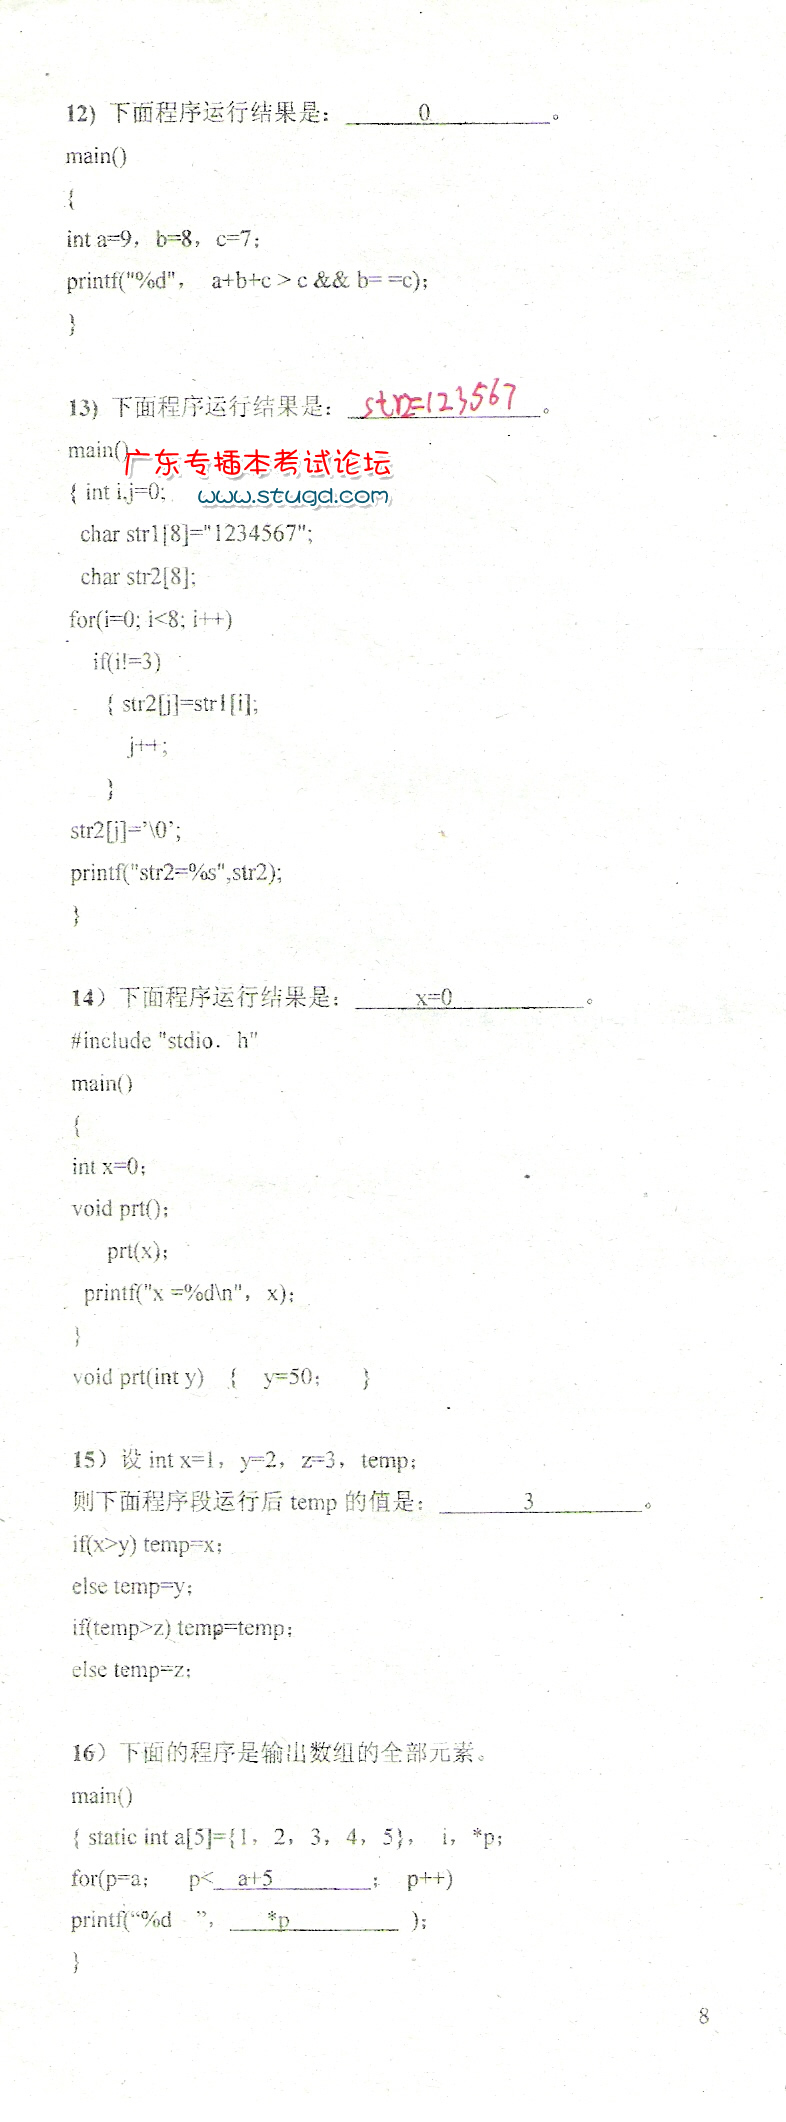 12) 下面程序运行结果是： 0 。
main()
{
int a=9，b=8，c=7;
printf("%d"， a+b+c > c && b= =c);
}
13) 下面程序运行结果是： str2=123567 。
main()
广东专插本考试论坛
{ int i,j=0;
www.stugd.com
char str1[8]="1234567";
char str2[8];
for(i=0; i<8; i++)
if(i!=3)
{ str2[j]=str1[i];
j++;
}
str2[j]='\0';
printf("str2=%s",str2);
}
14）下面程序运行结果是： x=0 。
#include "stdio．h"
main()
{
int x=0;
void prt();
prt(x);
printf("x =%d\n"，x);
}
void prt(int y) { y=50; }
15）设 int x=1，y=2，z=3，temp;
则下面程序段运行后 temp 的值是： 3 。
if(x>y) temp=x;
else temp=y;
if(temp>z) temp=temp;
else temp=z;
16）下面的程序是输出数组的全部元素。
main()
{ static int a[5]={1，2，3，4，5}， i，*p;
for(p=a; p< a+5 ; p++)
printf(“%d ”， *p );
}
8